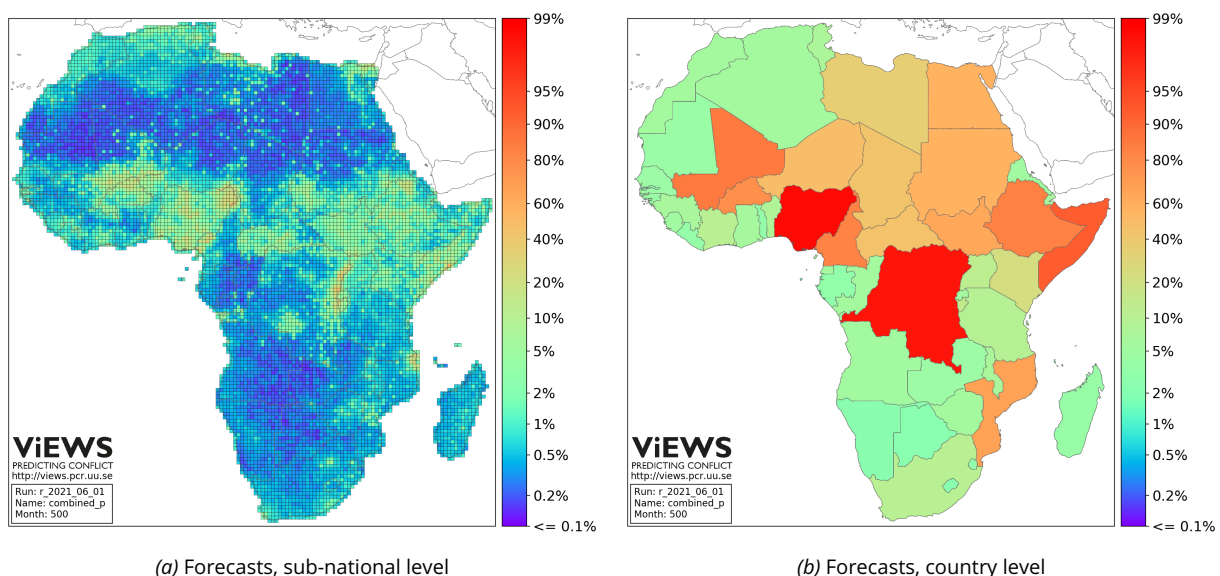 99%
95%
90%
80%
60%
40%
20%
10%
5%
2%
1%
0.5%
0.2%
<= 0.1%
ViEWS
PREDICTING CONFLICT
http://views.pcr.uu.se
Run: r_2021_06_01
Name: combined_p
Month: 500
(a) Forecasts, sub-national level
99%
95%
90%
80%
60%
40%
20%
10%
5%
2%
1%
0.5%
0.2%
<= 0.1%
ViEWS
PREDICTING CONFLICT
http://views.pcr.uu.se
Run: r_2021_06_01
Name: combined_p
Month: 500
(b) Forecasts, country level